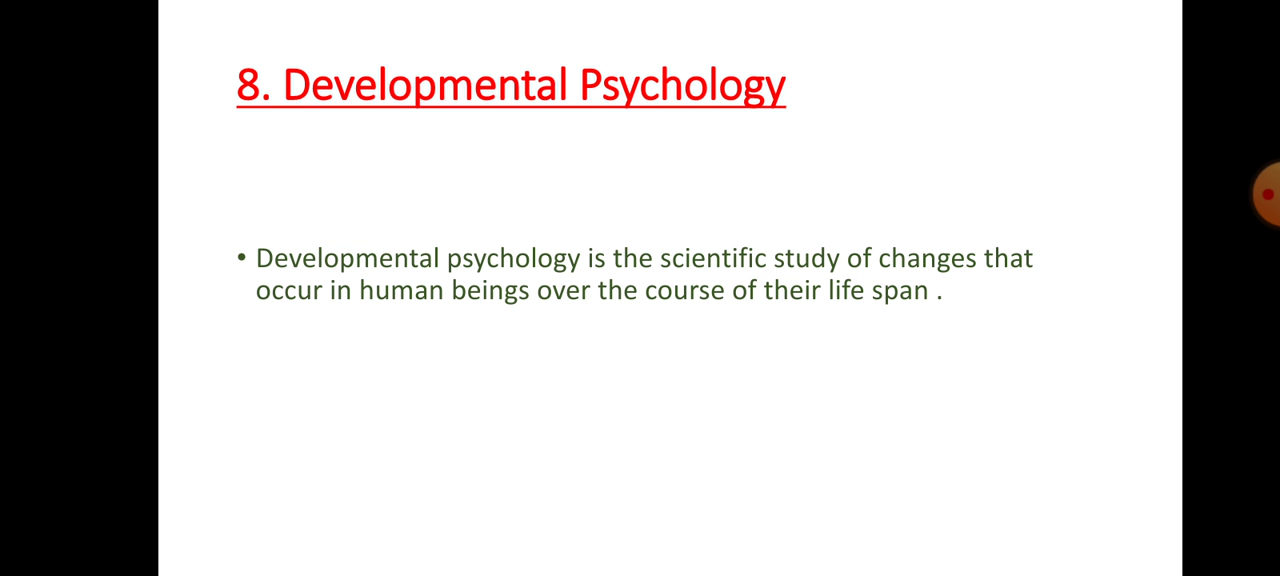 8. Developmental Psychology
• Developmental psychology is the scientific study of changes that
occur in human beings over the course of their life span .